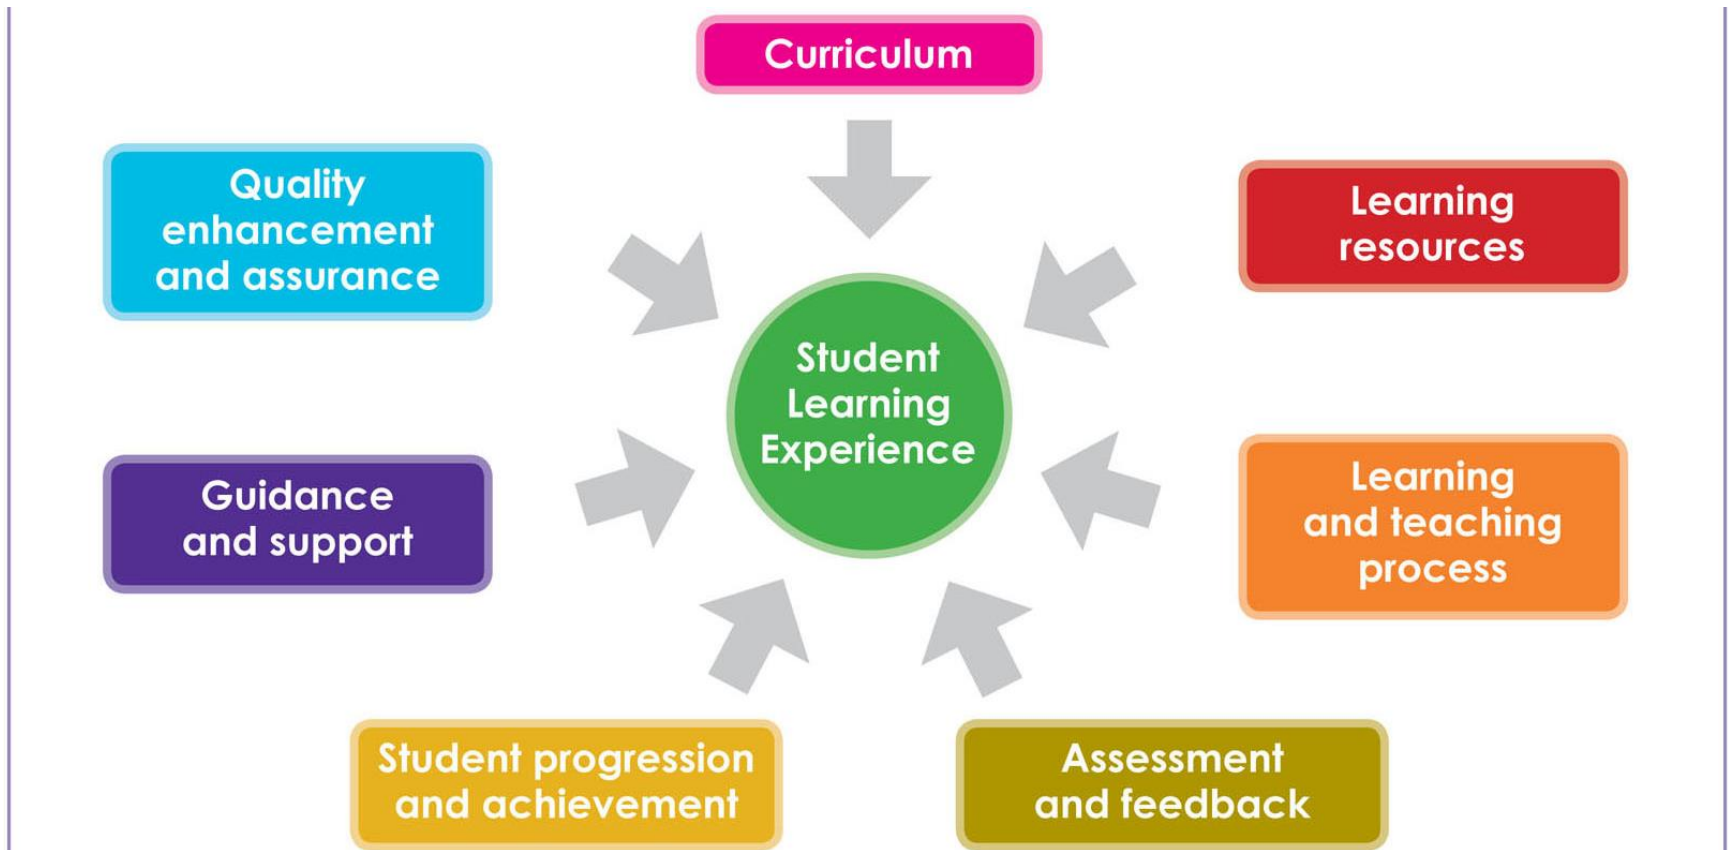 Curriculum
Quality
enhancement
and assurance
Learning
resources
Student
Learning
Experience
Guidance
and support
Learning
and teaching
process
Student progression
and achievement
Assessment
and feedback